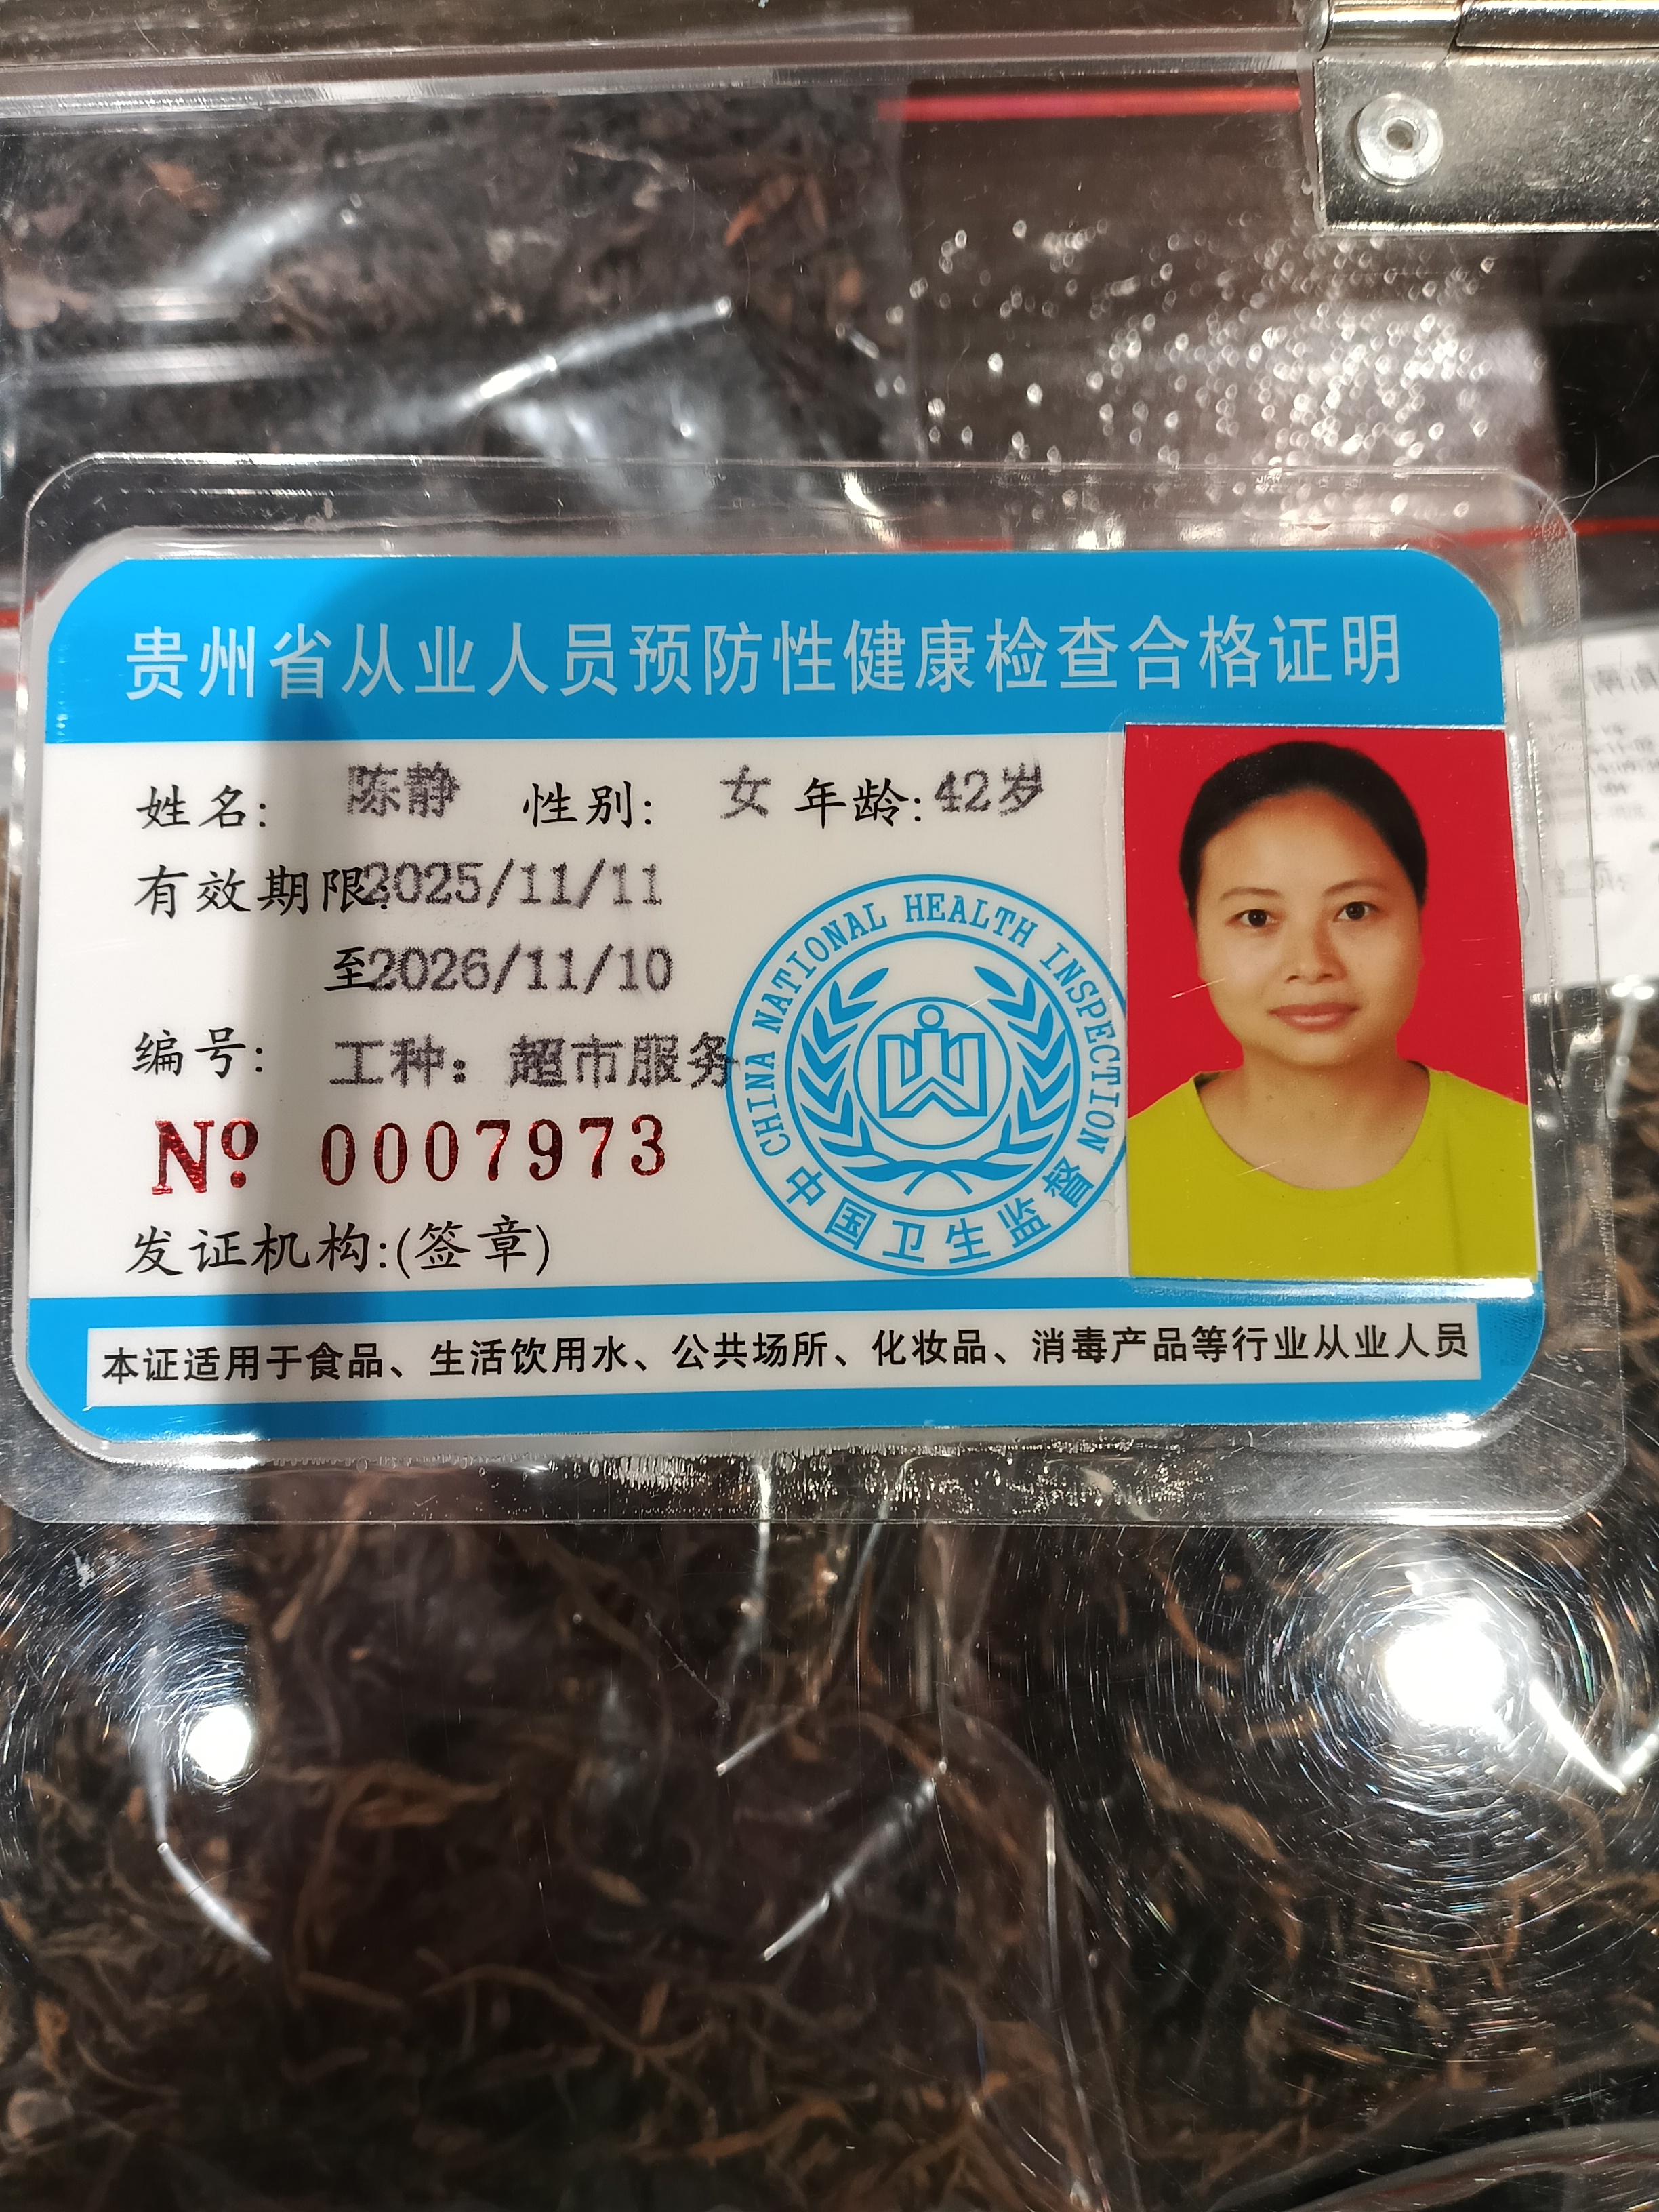 贵州省从业人员预防性健康检查合格证明
姓名: 陈静 性别: 女 年龄: 42岁
有效期限: 2025/11/11
至2026/11/10
编号: 工种：超市服务
№ 0007973
发证机构:(签章)
CHINA NATIONAL HEALTH INSPECTION
中国卫生监督
本证适用于食品、生活饮用水、公共场所、化妆品、消毒产品等行业从业人员